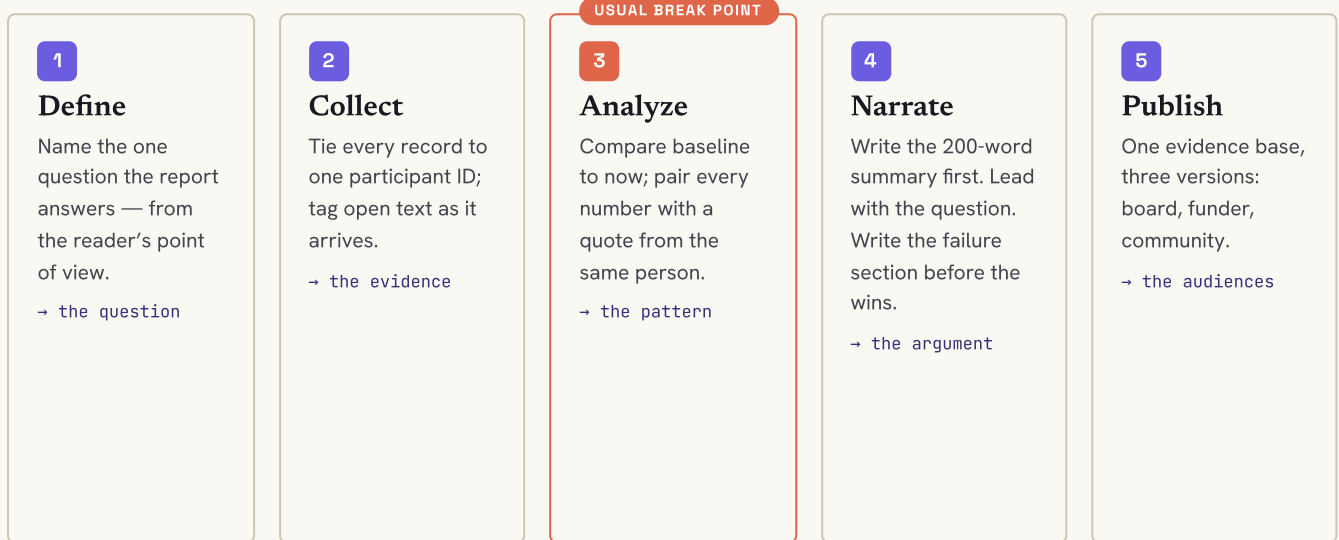 USUAL BREAK POINT
1
Define
Name the one
question the report
answers — from
the reader’s point
of view.
→ the question
2
Collect
Tie every record to
one participant ID;
tag open text as it
arrives.
→ the evidence
3
Analyze
Compare baseline
to now; pair every
number with a
quote from the
same person.
→ the pattern
4
Narrate
Write the 200-word
summary first. Lead
with the question.
Write the failure
section before the
wins.
→ the argument
5
Publish
One evidence base,
three versions:
board, funder,
community.
→ the audiences